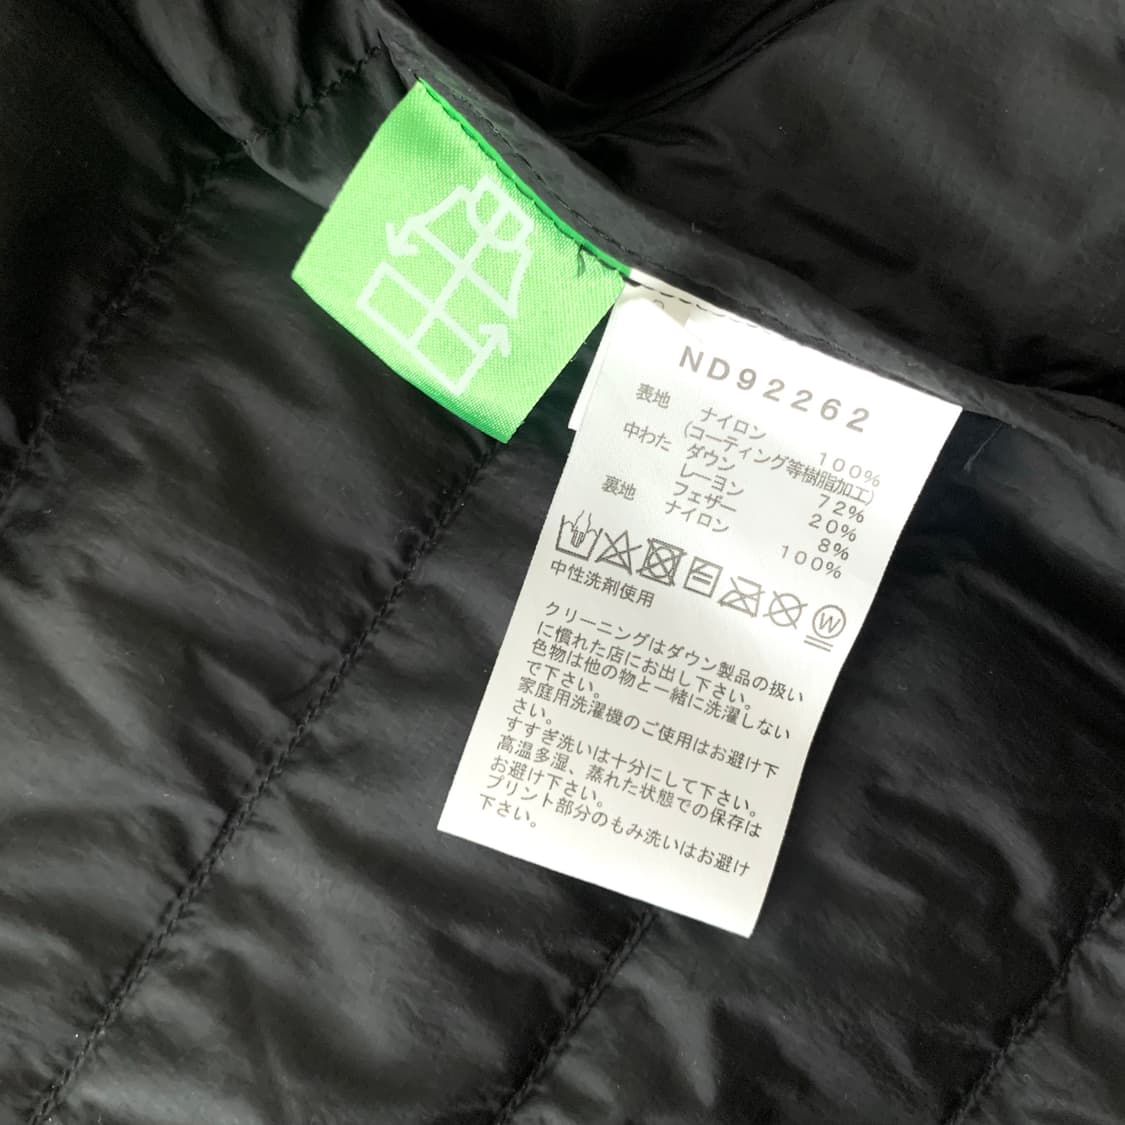 ND92262
表地 ナイロン 100%
(コーティング等樹脂加工)
中わた ダウン 72%
レーヨン 20%
フェザー 8%
裏地 ナイロン 100%
W
中性洗剤使用
クリーニングはダウン製品の扱い
に慣れた店にお出し下さい。
色物は他の物と一緒に洗濯しない
で下さい。
家庭用洗濯機のご使用はお避け下
さい。
すすぎ洗いは十分にして下さい。
高温多湿、蒸れた状態での保存は
お避け下さい。
プリント部分のもみ洗いはお避け
下さい。